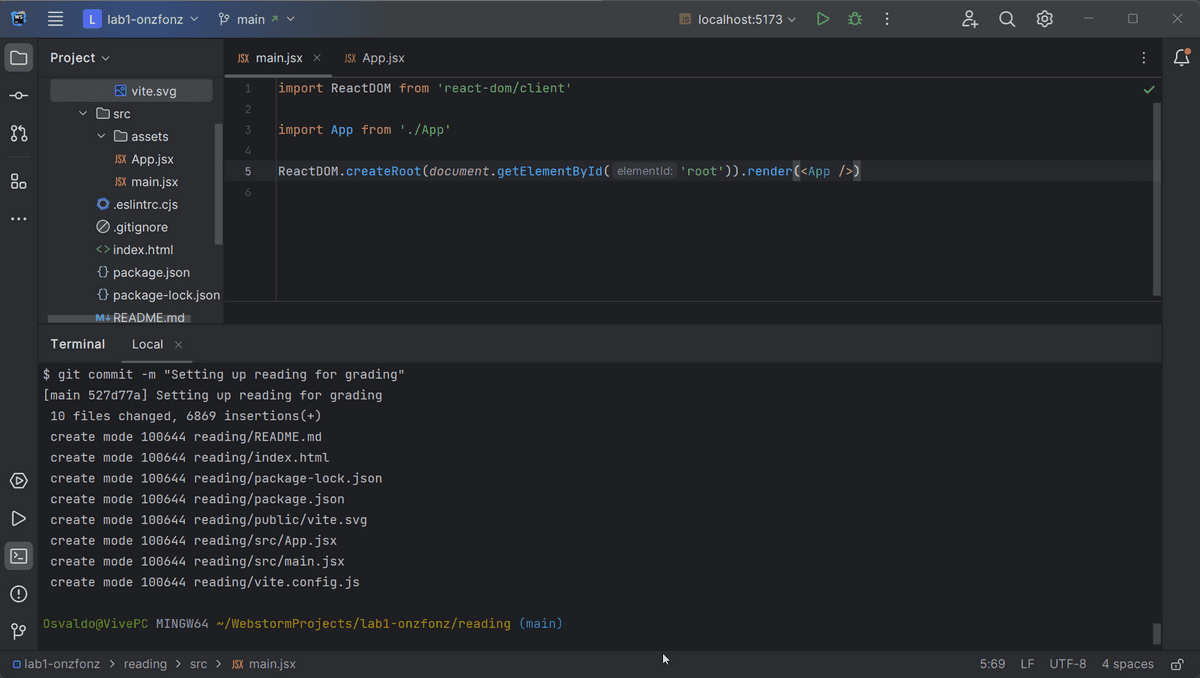 WS
L lab1-onzfonz
main
JS localhost:5173
Project
JSX main.jsx
JSX App.jsx
vite.svg
src
assets
JSX App.jsx
JSX main.jsx
.eslintrc.cjs
.gitignore
<> index.html
{} package.json
{} package-lock.json
M↓ README.md
1 import ReactDOM from 'react-dom/client'
2
3 import App from './App'
4
5 ReactDOM.createRoot(document.getElementById( elementId: 'root')).render(<App />)
6
Terminal Local
$ git commit -m "Setting up reading for grading"
[main 527d77a] Setting up reading for grading
10 files changed, 6869 insertions(+)
create mode 100644 reading/README.md
create mode 100644 reading/index.html
create mode 100644 reading/package-lock.json
create mode 100644 reading/package.json
create mode 100644 reading/public/vite.svg
create mode 100644 reading/src/App.jsx
create mode 100644 reading/src/main.jsx
create mode 100644 reading/vite.config.js
Osvaldo@VivePC MINGW64 ~/WebstormProjects/lab1-onzfonz/reading (main)
lab1-onzfonz > reading > src > JSX main.jsx
5:69 LF UTF-8 4 spaces